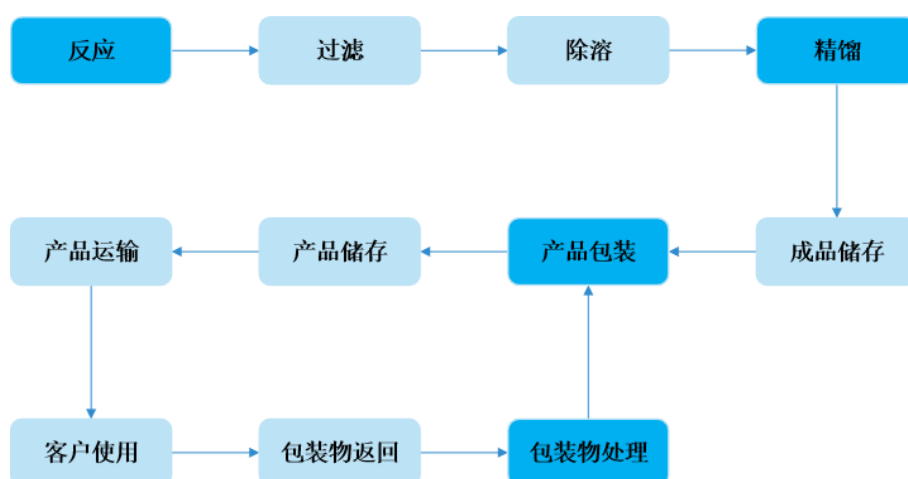 反应
过滤
除溶
精馏
产品运输
产品储存
产品包装
成品储存
客户使用
包装物返回
包装物处理